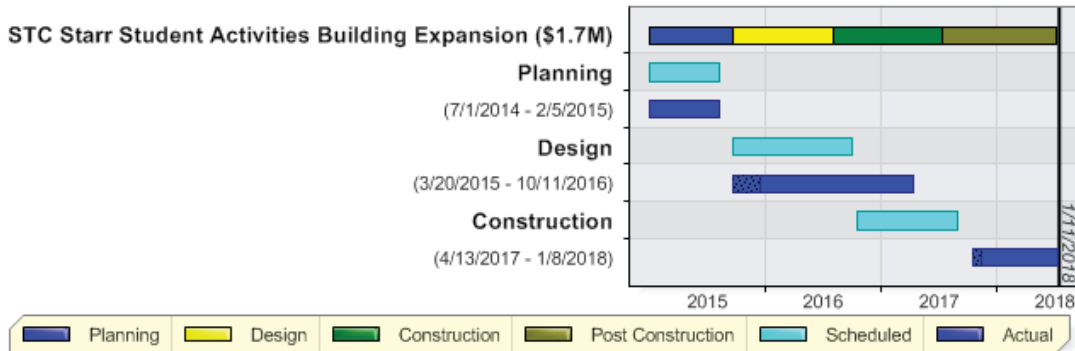 STC Starr Student Activities Building Expansion ($1.7M)
Planning
(7/1/2014 - 2/5/2015)
Design
(3/20/2015 - 10/11/2016)
Construction
(4/13/2017 - 1/8/2018)
1/11/2018
2015 2016 2017 2018
Planning Design Construction Post Construction Scheduled Actual